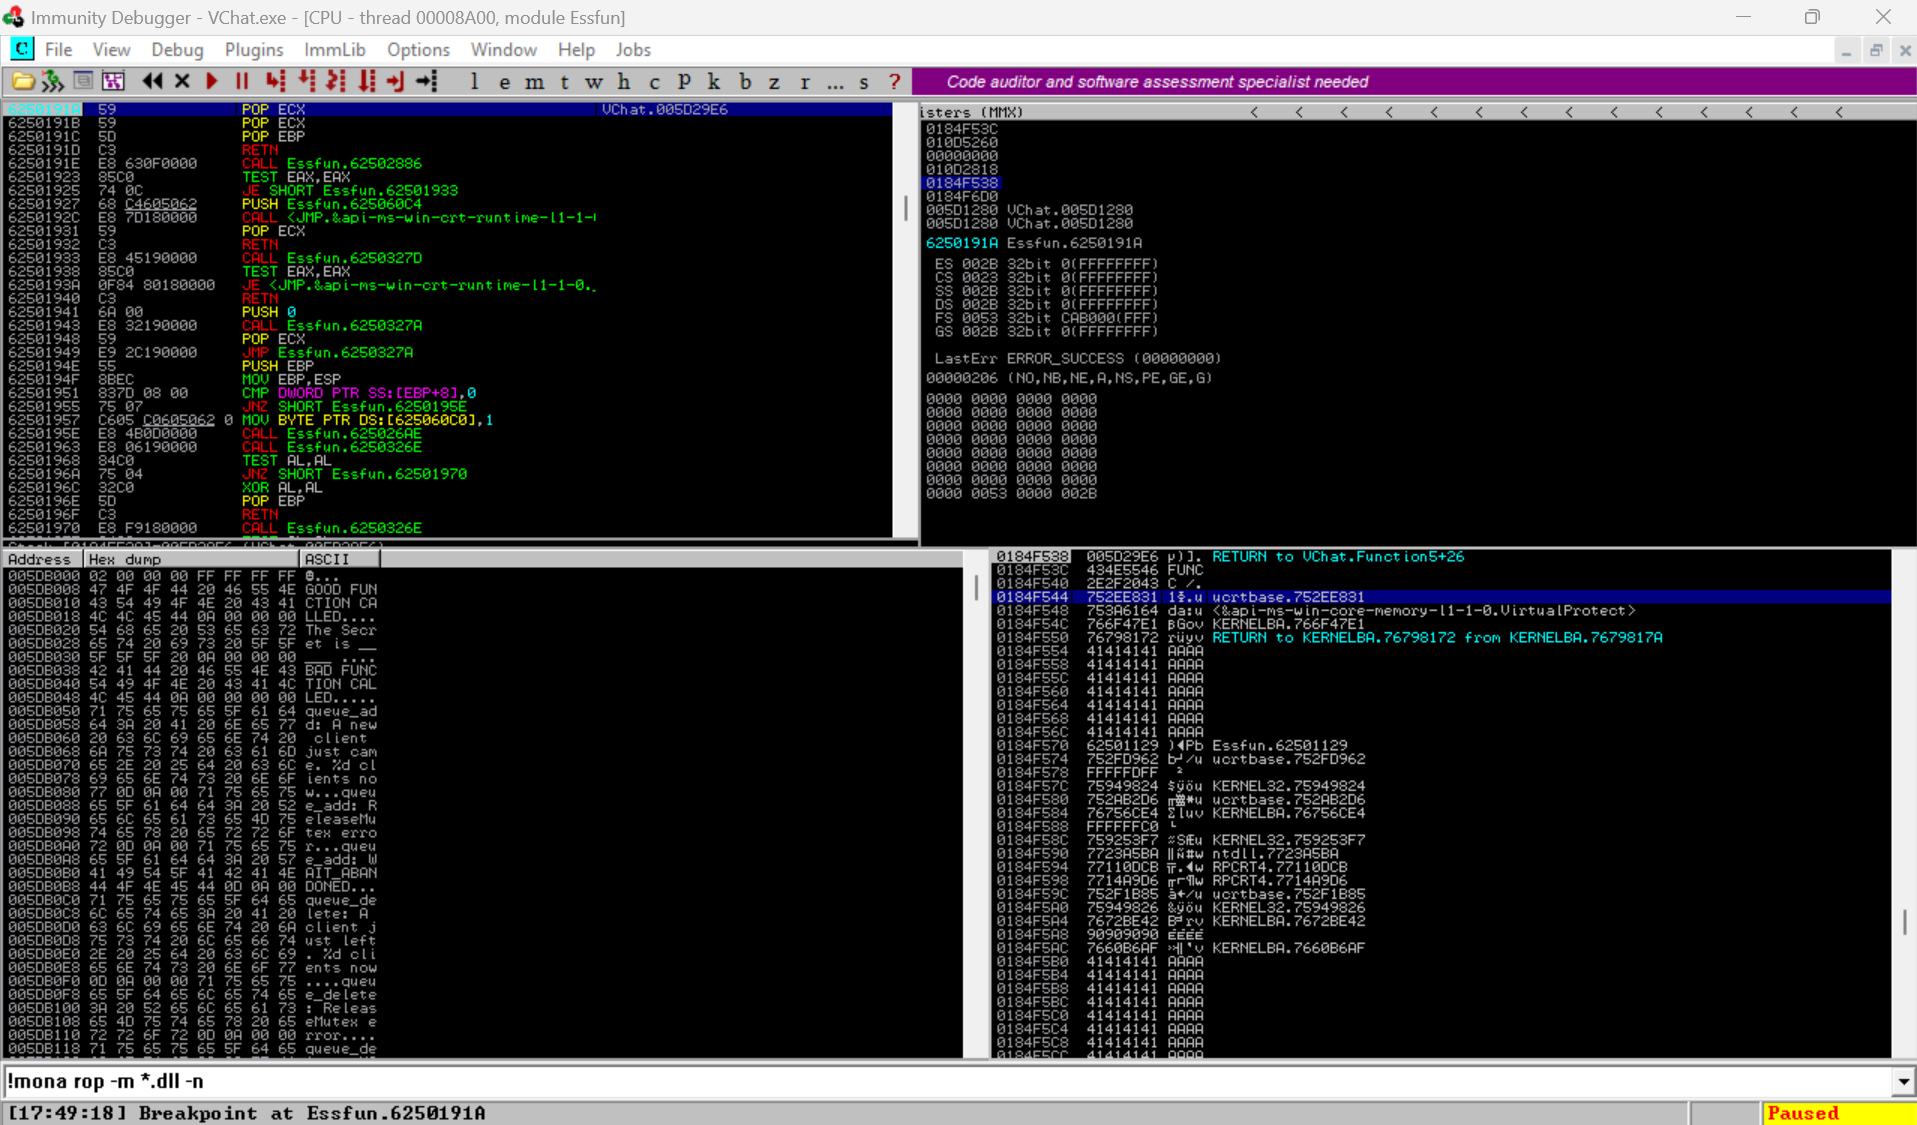 Immunity Debugger - VChat.exe - [CPU - thread 00008A00, module Essfun]
C File View Debug Plugins ImmLib Options Window Help Jobs
l e m t w h c P k b z r ... s ? Code auditor and software assessment specialist needed
6250191A 59 POP ECX VChat.005D29E6
6250191B 59 POP ECX
6250191C 5D POP EBP
6250191D C3 RETN
6250191E E8 630F0000 CALL Essfun.62502886
62501923 85C0 TEST EAX,EAX
62501925 74 0C JE SHORT Essfun.62501933
62501927 68 C4605062 PUSH Essfun.625060C4
6250192C E8 7D180000 CALL <JMP.&api-ms-win-crt-runtime-l1-1-
62501931 59 POP ECX
62501932 C3 RETN
62501933 E8 45190000 CALL Essfun.6250327D
62501938 85C0 TEST EAX,EAX
6250193A 0F84 80180000 JE <JMP.&api-ms-win-crt-runtime-l1-1-0._
62501940 C3 RETN
62501941 6A 00 PUSH 0
62501943 E8 32190000 CALL Essfun.6250327A
62501948 59 POP ECX
62501949 E9 2C190000 JMP Essfun.6250327A
6250194E 55 PUSH EBP
6250194F 8BEC MOV EBP,ESP
62501951 837D 08 00 CMP DWORD PTR SS:[EBP+8],0
62501955 75 07 JNZ SHORT Essfun.6250195E
62501957 C605 C0605062 0 MOV BYTE PTR DS:[625060C0],1
6250195E E8 4B0D0000 CALL Essfun.625026AE
62501963 E8 06190000 CALL Essfun.6250326E
62501968 84C0 TEST AL,AL
6250196A 75 04 JNZ SHORT Essfun.62501970
6250196C 32C0 XOR AL,AL
6250196E 5D POP EBP
6250196F C3 RETN
62501970 E8 F9180000 CALL Essfun.6250326E
isters (MMX) < < < < < < < < < < < < < <
0184F53C
010D5260
00000000
010D2818
0184F538
0184F6D0
005D1280 VChat.005D1280
005D1280 VChat.005D1280
6250191A Essfun.6250191A
ES 002B 32bit 0(FFFFFFFF)
CS 0023 32bit 0(FFFFFFFF)
SS 002B 32bit 0(FFFFFFFF)
DS 002B 32bit 0(FFFFFFFF)
FS 0053 32bit CAB000(FFF)
GS 002B 32bit 0(FFFFFFFF)
LastErr ERROR_SUCCESS (00000000)
00000206 (NO,NB,NE,A,NS,PE,GE,G)
0000 0000 0000 0000
0000 0000 0000 0000
0000 0000 0000 0000
0000 0000 0000 0000
0000 0000 0000 0000
0000 0000 0000 0000
0000 0000 0000 0000
0000 0053 0000 002B
Address Hex dump ASCII
005DB000 02 00 00 00 FF FF FF FF ...
005DB008 47 4F 4F 44 20 46 55 4E GOOD FUN
005DB010 43 54 49 4F 4E 20 43 41 CTION CA
005DB018 4C 4C 45 44 0A 00 00 00 LLED....
005DB020 54 68 65 20 53 65 63 72 The Secr
005DB028 65 74 20 69 73 20 5F 5F et is __
005DB030 5F 5F 5F 20 0A 00 00 00 ___ ....
005DB038 42 41 44 20 46 55 4E 43 BAD FUNC
005DB040 54 49 4F 4E 20 43 41 4C TION CAL
005DB048 4C 45 44 0A 00 00 00 00 LED.....
005DB050 71 75 65 75 65 5F 61 64 queue_ad
005DB058 64 3A 20 41 20 6E 65 77 d: A new
005DB060 20 63 6C 69 65 6E 74 20 client
005DB068 6A 75 73 74 20 63 61 6D just cam
005DB070 65 2E 20 25 64 20 63 6C e. %d cl
005DB078 69 65 6E 74 73 20 6E 6F ients no
005DB080 77 0D 0A 00 71 75 65 75 w...queu
005DB088 65 5F 61 64 64 3A 20 52 e_add: R
005DB090 65 6C 65 61 73 65 4D 75 eleaseMu
005DB098 74 65 78 20 65 72 72 6F tex erro
005DB0A0 72 0D 0A 00 71 75 65 75 r...queu
005DB0A8 65 5F 61 64 64 3A 20 57 e_add: W
005DB0B0 41 49 54 5F 41 42 41 4E AIT_ABAN
005DB0B8 44 4F 4E 45 44 0D 0A 00 DONED...
005DB0C0 71 75 65 75 65 5F 64 65 queue_de
005DB0C8 6C 65 74 65 3A 20 41 20 lete: A
005DB0D0 63 6C 69 65 6E 74 20 6A client j
005DB0D8 75 73 74 20 6C 65 66 74 ust left
005DB0E0 2E 20 25 64 20 63 6C 69 . %d cli
005DB0E8 65 6E 74 73 20 6E 6F 77 ents now
005DB0F0 0D 0A 00 00 71 75 65 75 ....queu
005DB0F8 65 5F 64 65 6C 65 74 65 e_delete
005DB100 3A 20 52 65 6C 65 61 73 : Releas
005DB108 65 4D 75 74 65 78 20 65 eMutex e
005DB110 72 72 6F 72 0D 0A 00 00 rror....
005DB118 71 75 65 75 65 5F 64 65 queue_de
0184F538 005D29E6 µ)]. RETURN to VChat.Function5+26
0184F53C 434E5546 FUNC
0184F540 2E2F2043 C /.
0184F544 752EE831 1Φ.u ucrtbase.752EE831
0184F548 753A6164 da:u <&api-ms-win-core-memory-l1-1-0.VirtualProtect>
0184F54C 766F47E1 ßGov KERNELBA.766F47E1
0184F550 76798172 rüyv RETURN to KERNELBA.76798172 from KERNELBA.7679817A
0184F554 41414141 AAAA
0184F558 41414141 AAAA
0184F55C 41414141 AAAA
0184F560 41414141 AAAA
0184F564 41414141 AAAA
0184F568 41414141 AAAA
0184F56C 41414141 AAAA
0184F570 62501129 )◄Pb Essfun.62501129
0184F574 752FD962 b┘/u ucrtbase.752FD962
0184F578 FFFFFDFF ²
0184F57C 75949824 $ÿöu KERNEL32.75949824
0184F580 752AB2D6 ╓▓*u ucrtbase.752AB2D6
0184F584 76756CE4 Σluv KERNELBA.76756CE4
0184F588 FFFFFFC0 └
0184F58C 759253F7 ≈SÆu KERNEL32.759253F7
0184F590 7723A5BA ║Ñ#w ntdll.7723A5BA
0184F594 77110DCB ╦.◄w RPCRT4.77110DCB
0184F598 7714A9D6 ╓⌐¶w RPCRT4.7714A9D6
0184F59C 752F1B85 à←/u ucrtbase.752F1B85
0184F5A0 75949826 &ÿöu KERNEL32.75949826
0184F5A4 7672BE42 B╛rv KERNELBA.7672BE42
0184F5A8 90909090 ÉÉÉÉ
0184F5AC 7660B6AF »╢`v KERNELBA.7660B6AF
0184F5B0 41414141 AAAA
0184F5B4 41414141 AAAA
0184F5B8 41414141 AAAA
0184F5BC 41414141 AAAA
0184F5C0 41414141 AAAA
0184F5C4 41414141 AAAA
0184F5C8 41414141 AAAA
0184F5CC 41414141 AAAA
!mona rop -m *.dll -n
[17:49:18] Breakpoint at Essfun.6250191A
Paused